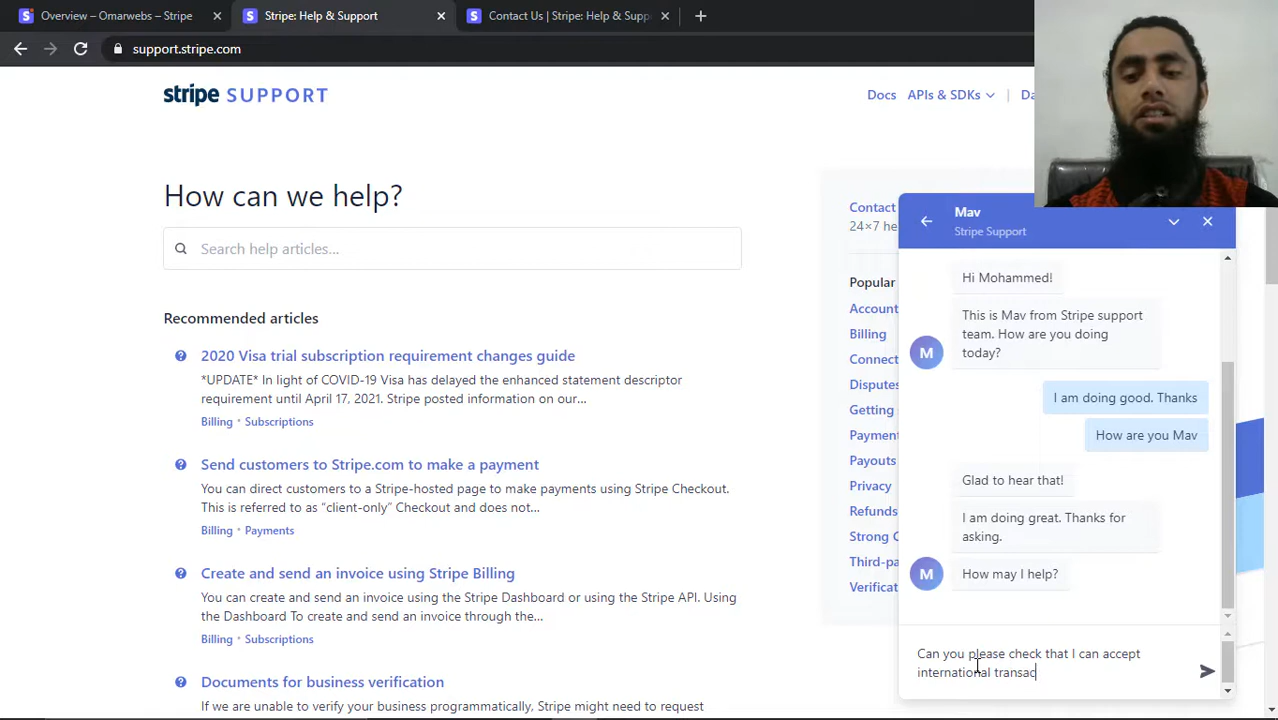 Overview – Omarwebs – Stripe
Stripe: Help & Support
Contact Us | Stripe: Help & Supp
support.stripe.com
stripe SUPPORT
Docs
APIs & SDKs
How can we help?
Search help articles...
Recommended articles
2020 Visa trial subscription requirement changes guide
*UPDATE* In light of COVID-19 Visa has delayed the enhanced statement descriptor
requirement until April 17, 2021. Stripe posted information on our...
Billing • Subscriptions
Send customers to Stripe.com to make a payment
You can direct customers to a Stripe-hosted page to make payments using Stripe Checkout.
This is referred to as “client-only” Checkout and does not...
Billing • Payments
Create and send an invoice using Stripe Billing
You can create and send an invoice using the Stripe Dashboard or using the Stripe API. Using
the Dashboard To create and send an invoice through the...
Billing • Subscriptions
Documents for business verification
If we are unable to verify your business programmatically, Stripe might need to request
Contact
24×7 he
Popular
Account
Billing
Connect
Disputes
Getting
Payment
Payouts
Privacy
Refunds
Strong C
Third-pa
Verificat
Mav
Stripe Support
Hi Mohammed!
This is Mav from Stripe support
team. How are you doing
today?
M
I am doing good. Thanks
How are you Mav
Glad to hear that!
I am doing great. Thanks for
asking.
M
How may I help?
Can you please check that I can accept
international transac